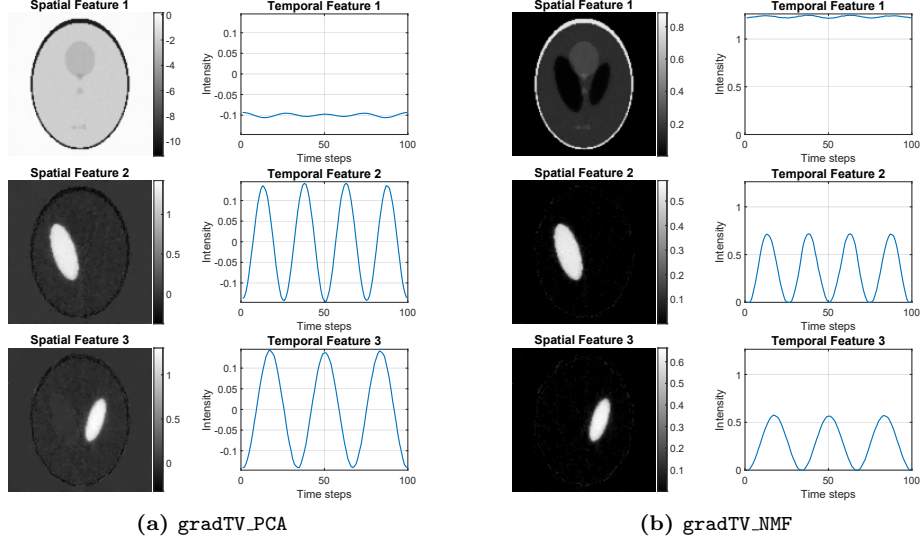 Spatial Feature 1
0
-2
-4
-6
-8
-10
Temporal Feature 1
Intensity
0.1
0.05
0
-0.05
-0.1
0 50 100
Time steps
Spatial Feature 2
1
0.5
0
Temporal Feature 2
Intensity
0.1
0.05
0
-0.05
-0.1
0 50 100
Time steps
Spatial Feature 3
1
0.5
0
Temporal Feature 3
Intensity
0.1
0.05
0
-0.05
-0.1
0 50 100
Time steps
(a) gradTV_PCA
Spatial Feature 1
0.8
0.6
0.4
0.2
Temporal Feature 1
Intensity
1
0.5
0
0 50 100
Time steps
Spatial Feature 2
0.5
0.4
0.3
0.2
0.1
Temporal Feature 2
Intensity
1
0.5
0
0 50 100
Time steps
Spatial Feature 3
0.6
0.5
0.4
0.3
0.2
0.1
Temporal Feature 3
Intensity
1
0.5
0
0 50 100
Time steps
(b) gradTV_NMF